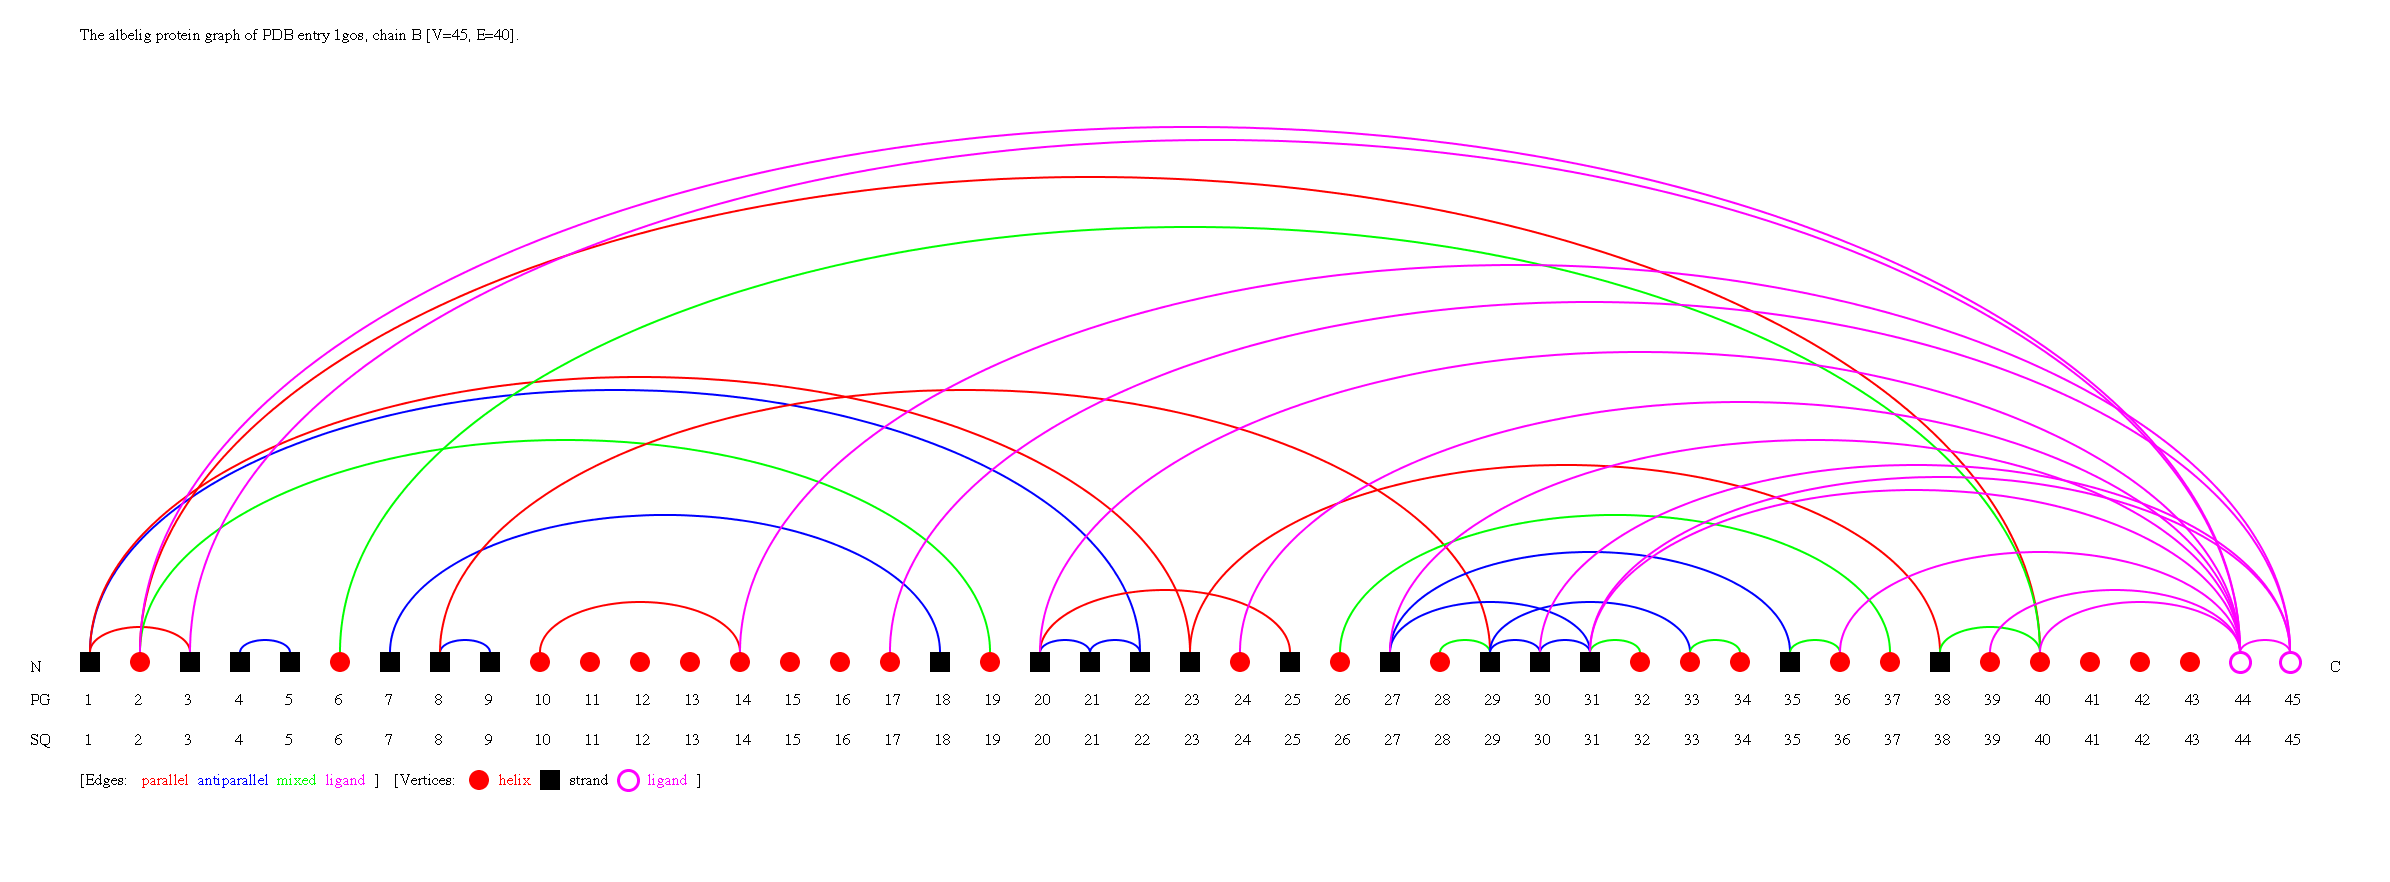 The albelig protein graph of PDB entry 1gos, chain B [V=45, E=40].
N C
PG 1 2 3 4 5 6 7 8 9 10 11 12 13 14 15 16 17 18 19 20 21 22 23 24 25 26 27 28 29 30 31 32 33 34 35 36 37 38 39 40 41 42 43 44 45
SQ 1 2 3 4 5 6 7 8 9 10 11 12 13 14 15 16 17 18 19 20 21 22 23 24 25 26 27 28 29 30 31 32 33 34 35 36 37 38 39 40 41 42 43 44 45
[Edges: parallel antiparallel mixed ligand ] [Vertices: helix strand ligand ]